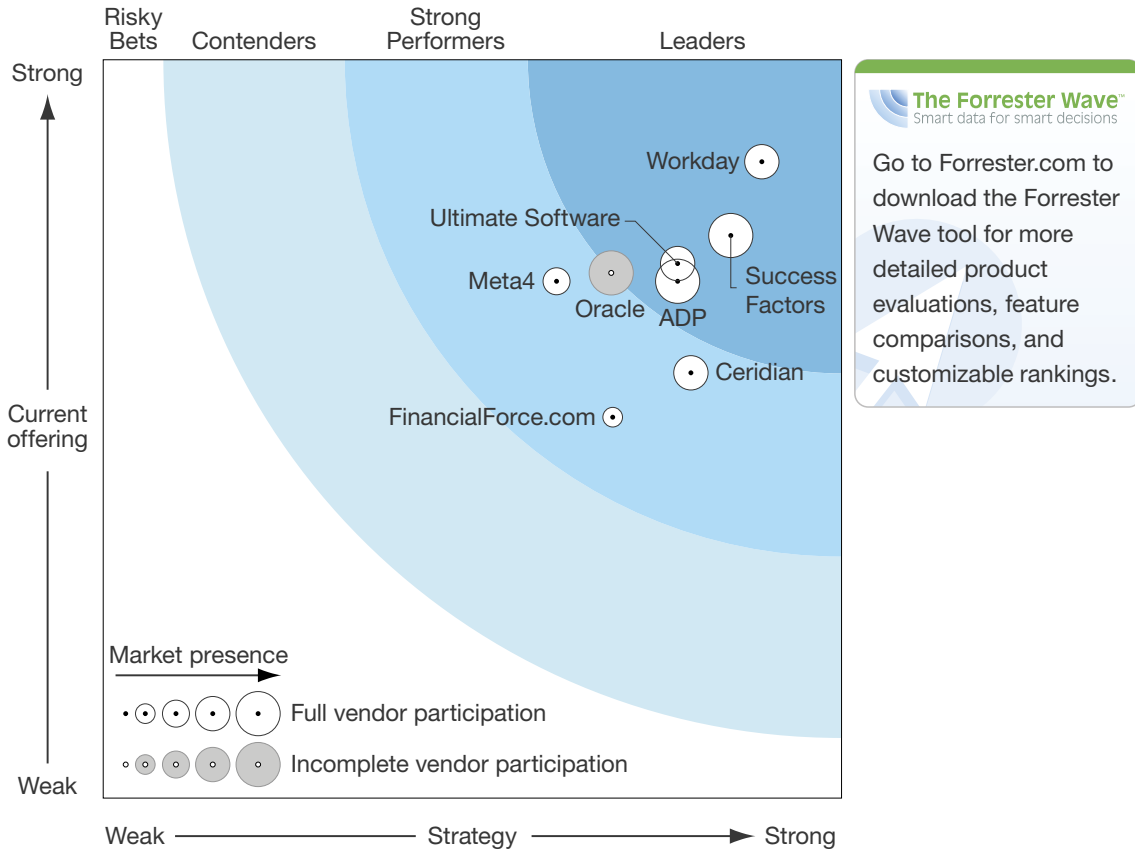 Risky
Bets
Contenders
Strong
Performers
Leaders
Strong
Current
offering
Weak
Workday
Ultimate Software
Meta4
Oracle
ADP
Success
Factors
Ceridian
FinancialForce.com
Market presence
Full vendor participation
Incomplete vendor participation
Weak
Strategy
Strong
The Forrester Wave™
Smart data for smart decisions
Go to Forrester.com to
download the Forrester
Wave tool for more
detailed product
evaluations, feature
comparisons, and
customizable rankings.